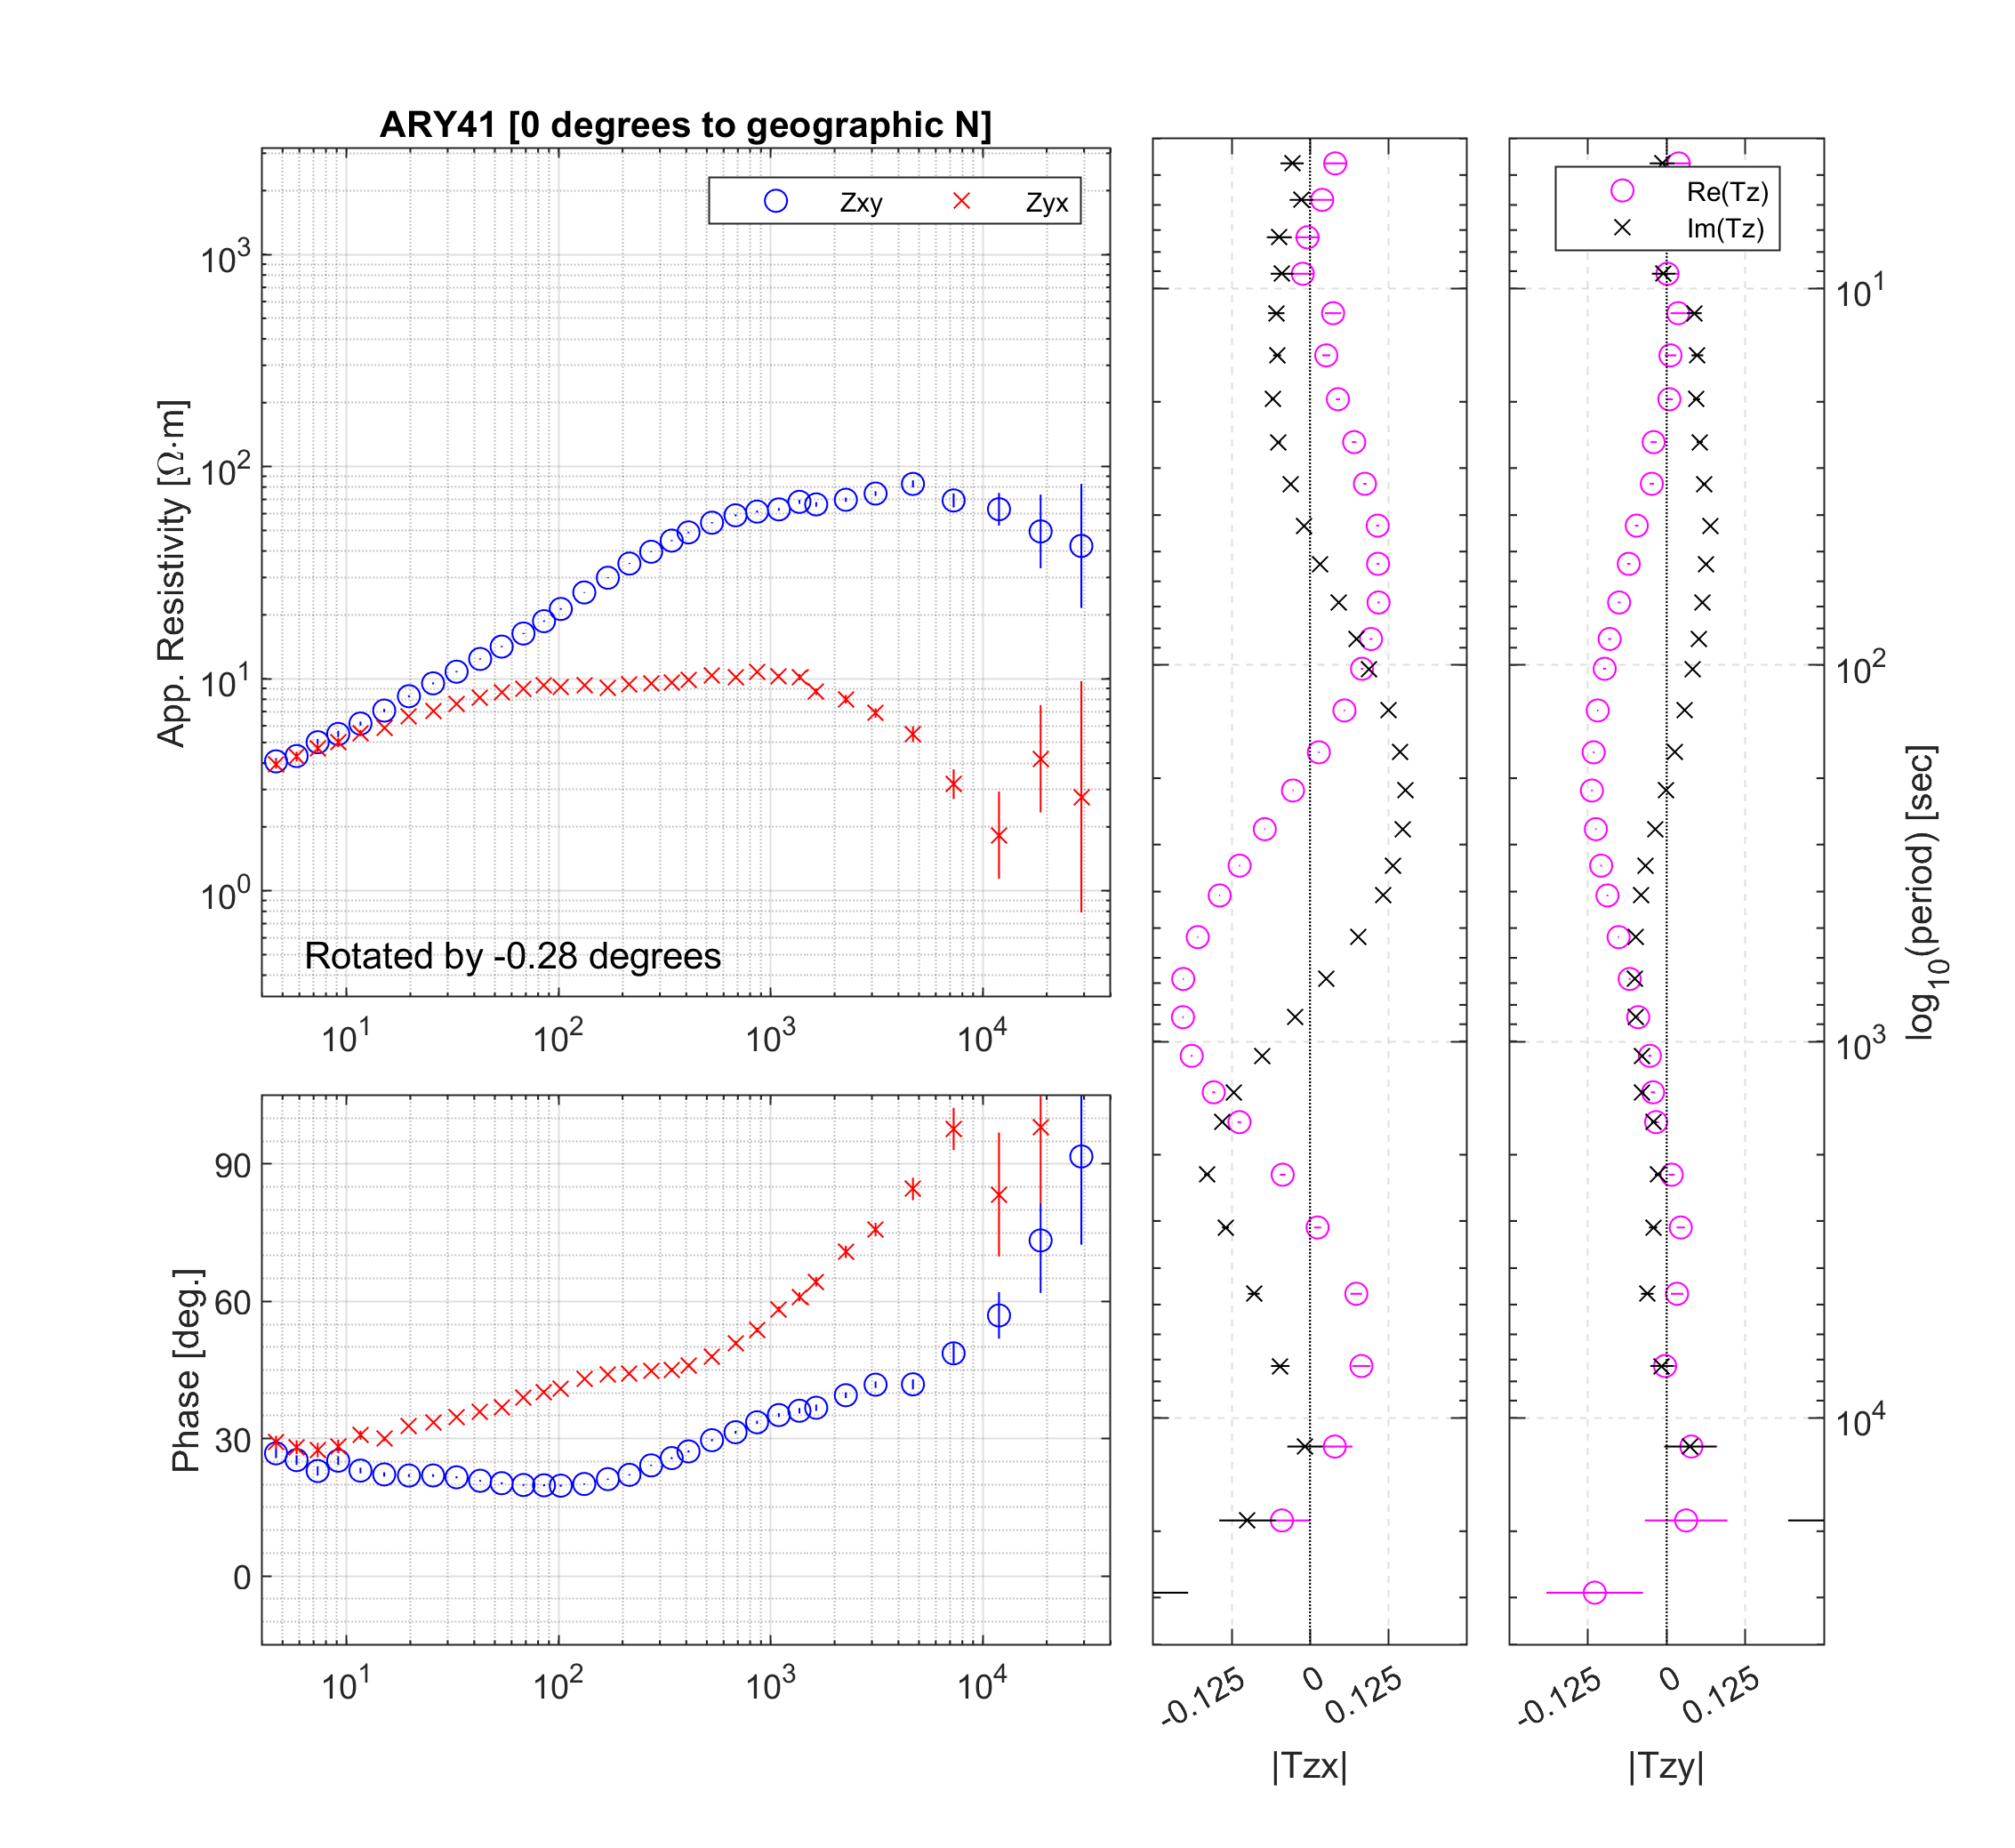 ARY41 [0 degrees to geographic N]
Zxy Zyx
App. Resistivity [Ω·m]
10^3
10^2
10^1
10^0
Rotated by -0.28 degrees
10^1 10^2 10^3 10^4
Phase [deg.]
90
60
30
0
10^1 10^2 10^3 10^4
-0.125 0 0.125
|Tzx|
Re(Tz)
Im(Tz)
-0.125 0 0.125
|Tzy|
10^1
10^2
10^3
10^4
log_10(period) [sec]